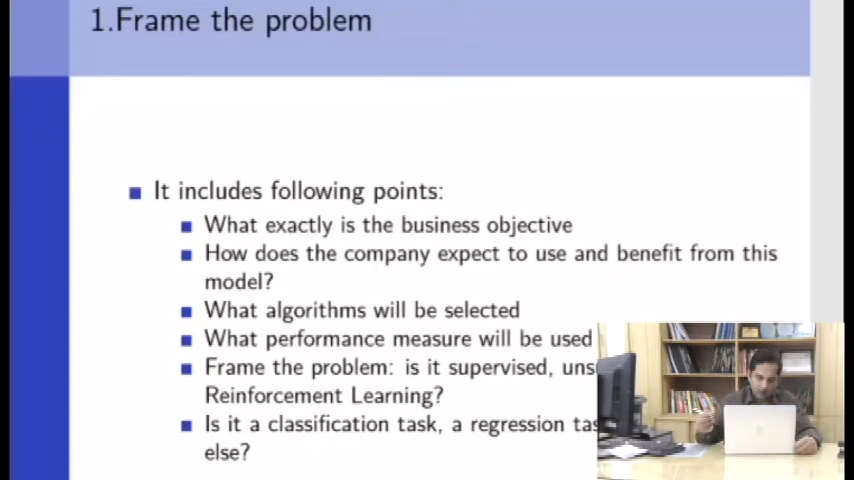 1.Frame the problem
It includes following points:
What exactly is the business objective
How does the company expect to use and benefit from this
model?
What algorithms will be selected
What performance measure will be used
Frame the problem: is it supervised,
Reinforcement Learning?
Is it a classification task, a regression
else?